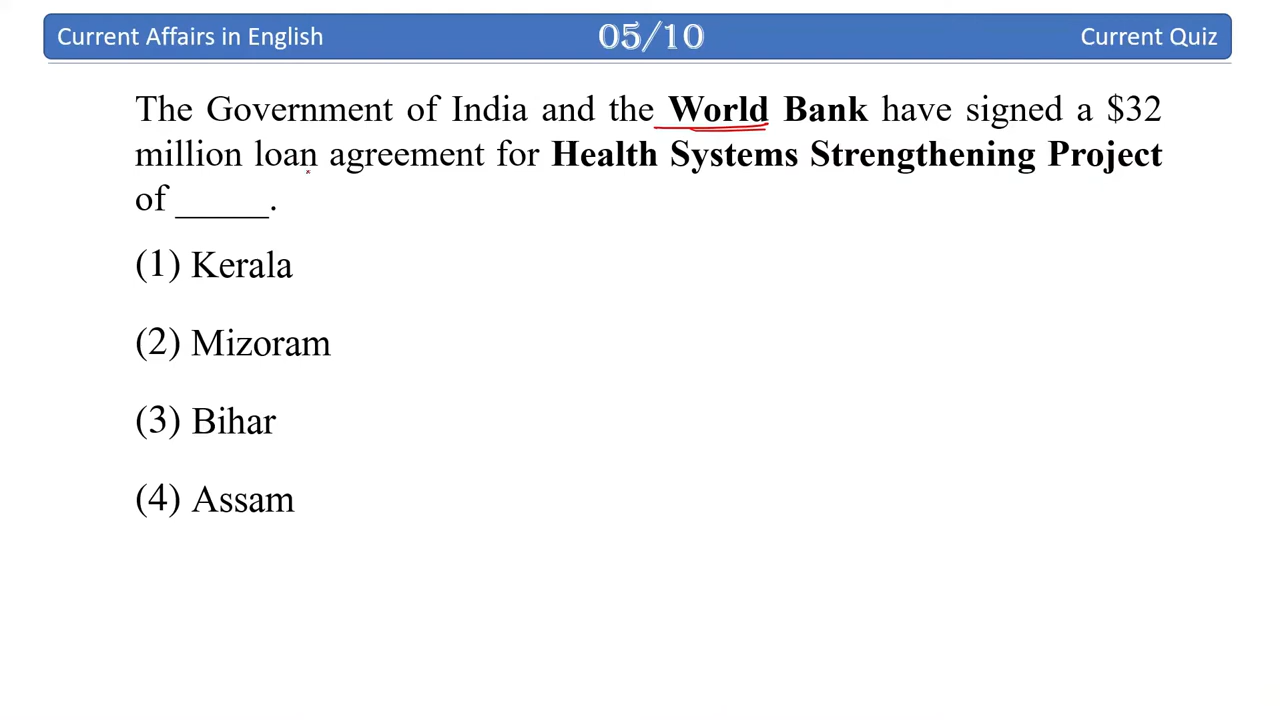 Current Affairs in English 05/10 Current Quiz
The Government of India and the World Bank have signed a $32
million loan agreement for Health Systems Strengthening Project
of _____.
(1) Kerala
(2) Mizoram
(3) Bihar
(4) Assam